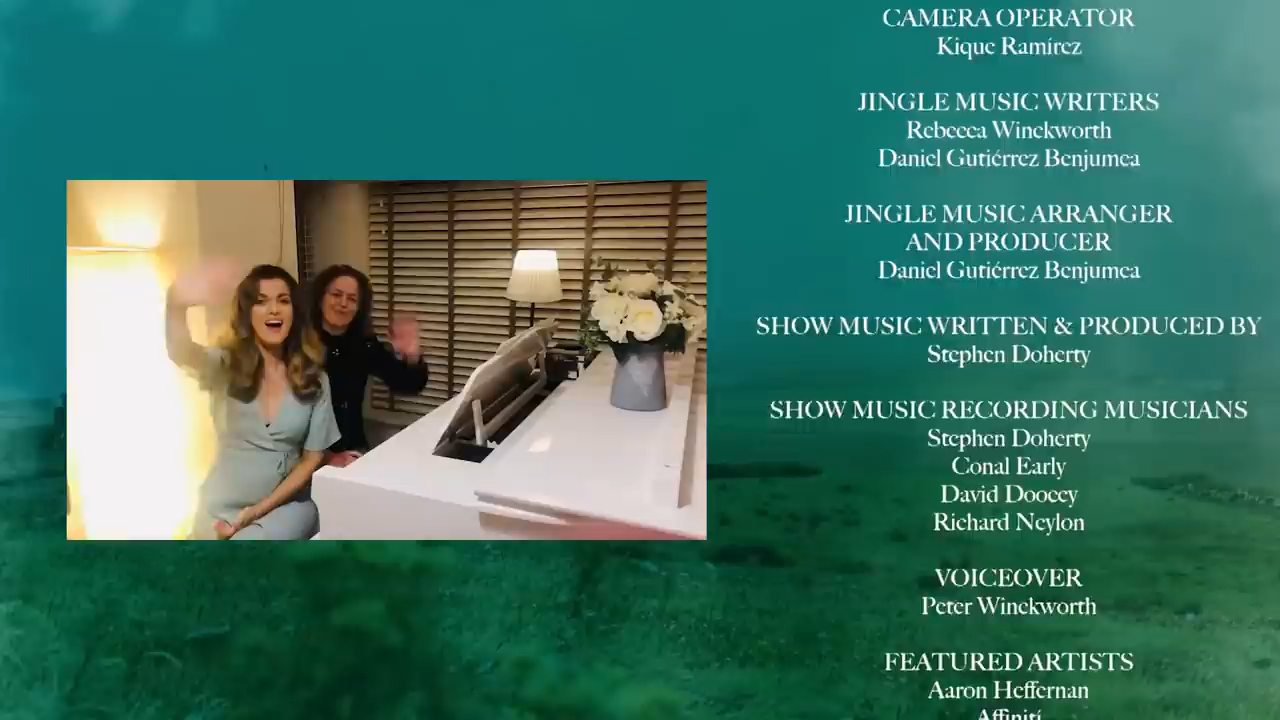 CAMERA OPERATOR
Kique Ramírez
JINGLE MUSIC WRITERS
Rebecca Winckworth
Daniel Gutiérrez Benjumea
JINGLE MUSIC ARRANGER
AND PRODUCER
Daniel Gutiérrez Benjumea
SHOW MUSIC WRITTEN & PRODUCED BY
Stephen Doherty
SHOW MUSIC RECORDING MUSICIANS
Stephen Doherty
Conal Early
David Doocey
Richard Neylon
VOICEOVER
Peter Winckworth
FEATURED ARTISTS
Aaron Heffernan
Affinití